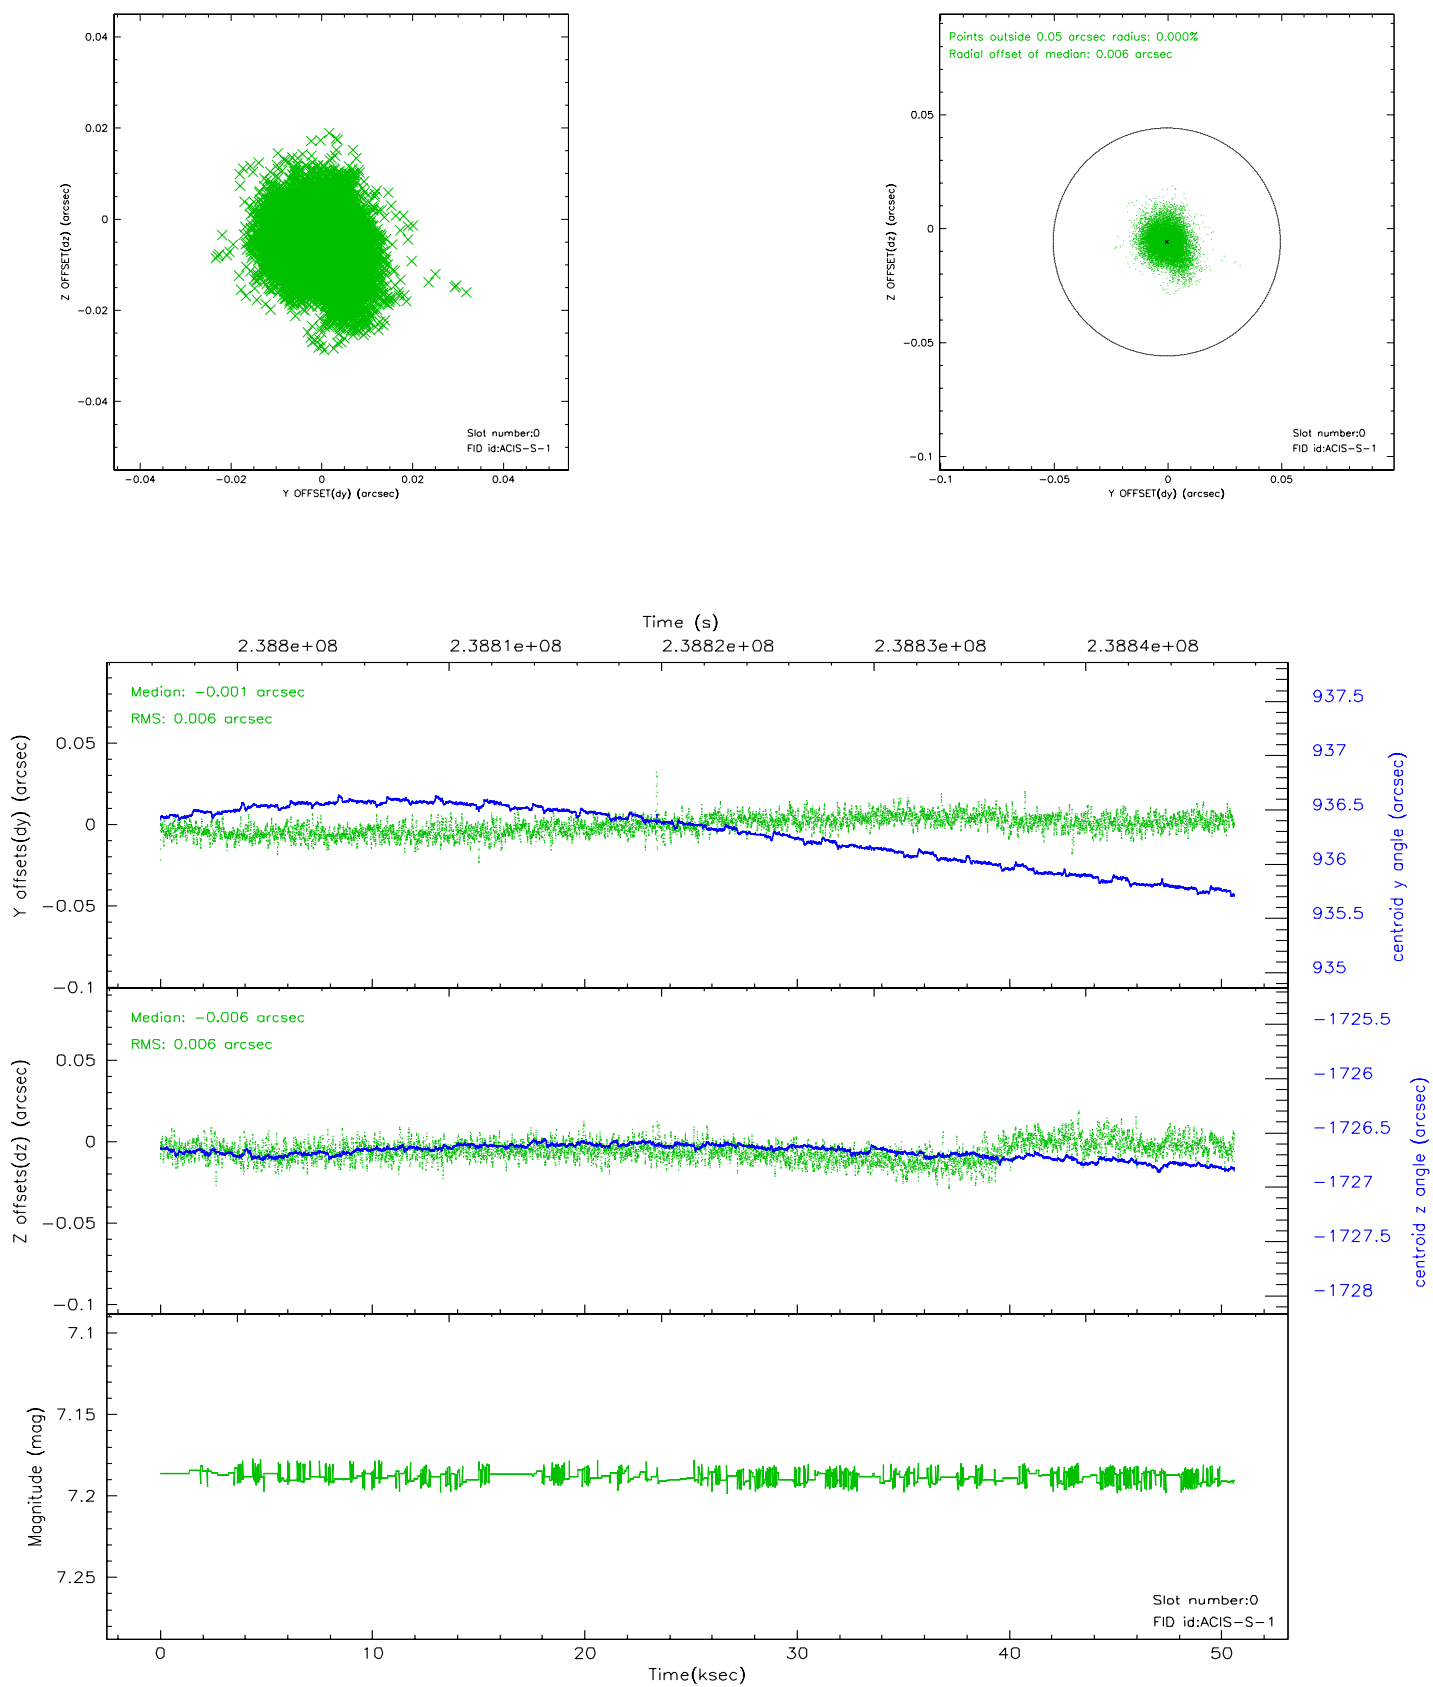 0.04
0.02
0
−0.02
−0.04
Z OFFSET(dz) (arcsec)
Slot number:0
FID id:ACIS−S−1
−0.04
−0.02
0
0.02
0.04
Y OFFSET(dy) (arcsec)
Points outside 0.05 arcsec radius: 0.000%
Radial offset of median: 0.006 arcsec
0.05
0
−0.05
−0.1
Z OFFSET(dz) (arcsec)
Slot number:0
FID id:ACIS−S−1
−0.1
−0.05
0
0.05
Y OFFSET(dy) (arcsec)
Time (s)
2.388e+08
2.3881e+08
2.3882e+08
2.3883e+08
2.3884e+08
Median: −0.001 arcsec
RMS: 0.006 arcsec
0.05
0
−0.05
−0.1
Y offsets(dy) (arcsec)
937.5
937
936.5
936
935.5
935
centroid y angle (arcsec)
Median: −0.006 arcsec
RMS: 0.006 arcsec
0.05
0
−0.05
−0.1
Z offsets(dz) (arcsec)
−1725.5
−1726
−1726.5
−1727
−1727.5
−1728
centroid z angle (arcsec)
7.1
7.15
7.2
7.25
Magnitude (mag)
Slot number:0
FID id:ACIS−S−1
0
10
20
30
40
50
Time(ksec)